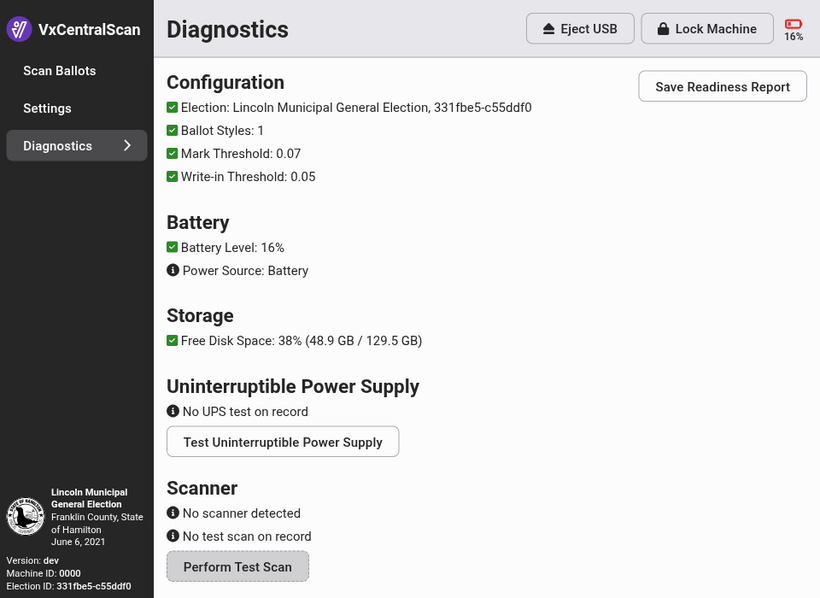 VxCentralScan
Scan Ballots
Settings
Diagnostics
Lincoln Municipal
General Election
Franklin County, State
of Hamilton
June 6, 2021
Version: dev
Machine ID: 0000
Election ID: 331fbe5-c55ddf0
Diagnostics
Eject USB
Lock Machine
16%
Save Readiness Report
Configuration
Election: Lincoln Municipal General Election, 331fbe5-c55ddf0
Ballot Styles: 1
Mark Threshold: 0.07
Write-in Threshold: 0.05
Battery
Battery Level: 16%
Power Source: Battery
Storage
Free Disk Space: 38% (48.9 GB / 129.5 GB)
Uninterruptible Power Supply
No UPS test on record
Test Uninterruptible Power Supply
Scanner
No scanner detected
No test scan on record
Perform Test Scan